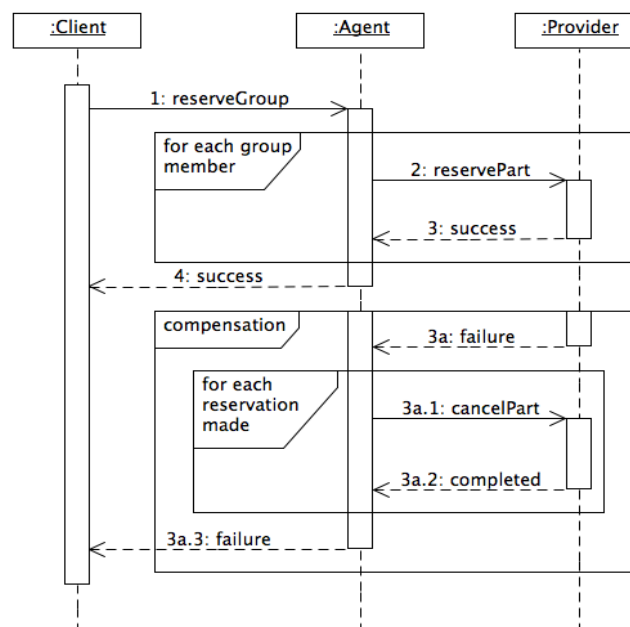 :Client
:Agent
:Provider
1: reserveGroup
for each group
member
2: reservePart
3: success
4: success
compensation
3a: failure
for each
reservation
made
3a.1: cancelPart
3a.2: completed
3a.3: failure